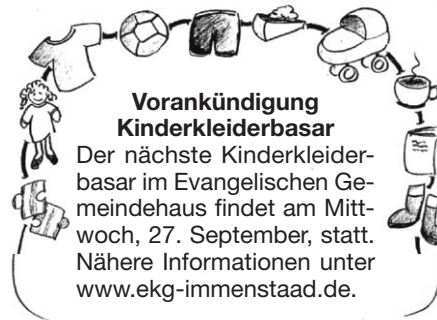 Vorankündigung
Kinderkleiderbasar
Der nächste Kinderkleider-
basar im Evangelischen Ge-
meindehaus findet am Mitt-
woch, 27. September, statt.
Nähere Informationen unter
www.ekg-immenstaad.de.